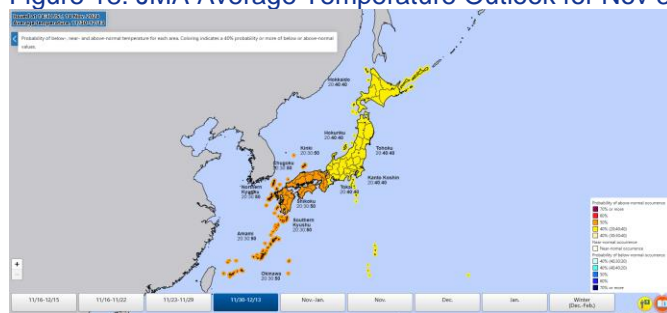 Figure 16: JMA Average Temperature Outlook for Nov 3
Average temperature, 11/30-12/13
Probability of below-, near- and above-normal temperature for each area. Coloring indicates a 40% probability or more of below or above-normal
values.
Hokkaido
20:40:40
Hokuriku
20:40:40
Tohoku
20:40:40
Kinki
20:30:50
Chugoku
20:30:50
Kanto Koshin
20:40:40
Tokai
20:40:40
Northern
Kyushu
20:30:50
Shikoku
20:30:50
Southern
Kyushu
20:30:50
Amami
20:30:50
Okinawa
20:30:50
Probability of above-normal occurrence
70% or more
60%
50%
40% (20:40:40)
40% (30:30:40)
Near-normal occurrence
Near-normal occurrence
Probability of below-normal occurrence
40% (40:30:30)
40% (40:40:20)
50%
60%
70% or more
+
11/16-12/15
11/16-11/22
11/23-11/29
11/30-12/13
Nov.-Jan.
Nov.
Dec.
Jan.
Winter
(Dec.-Feb.)